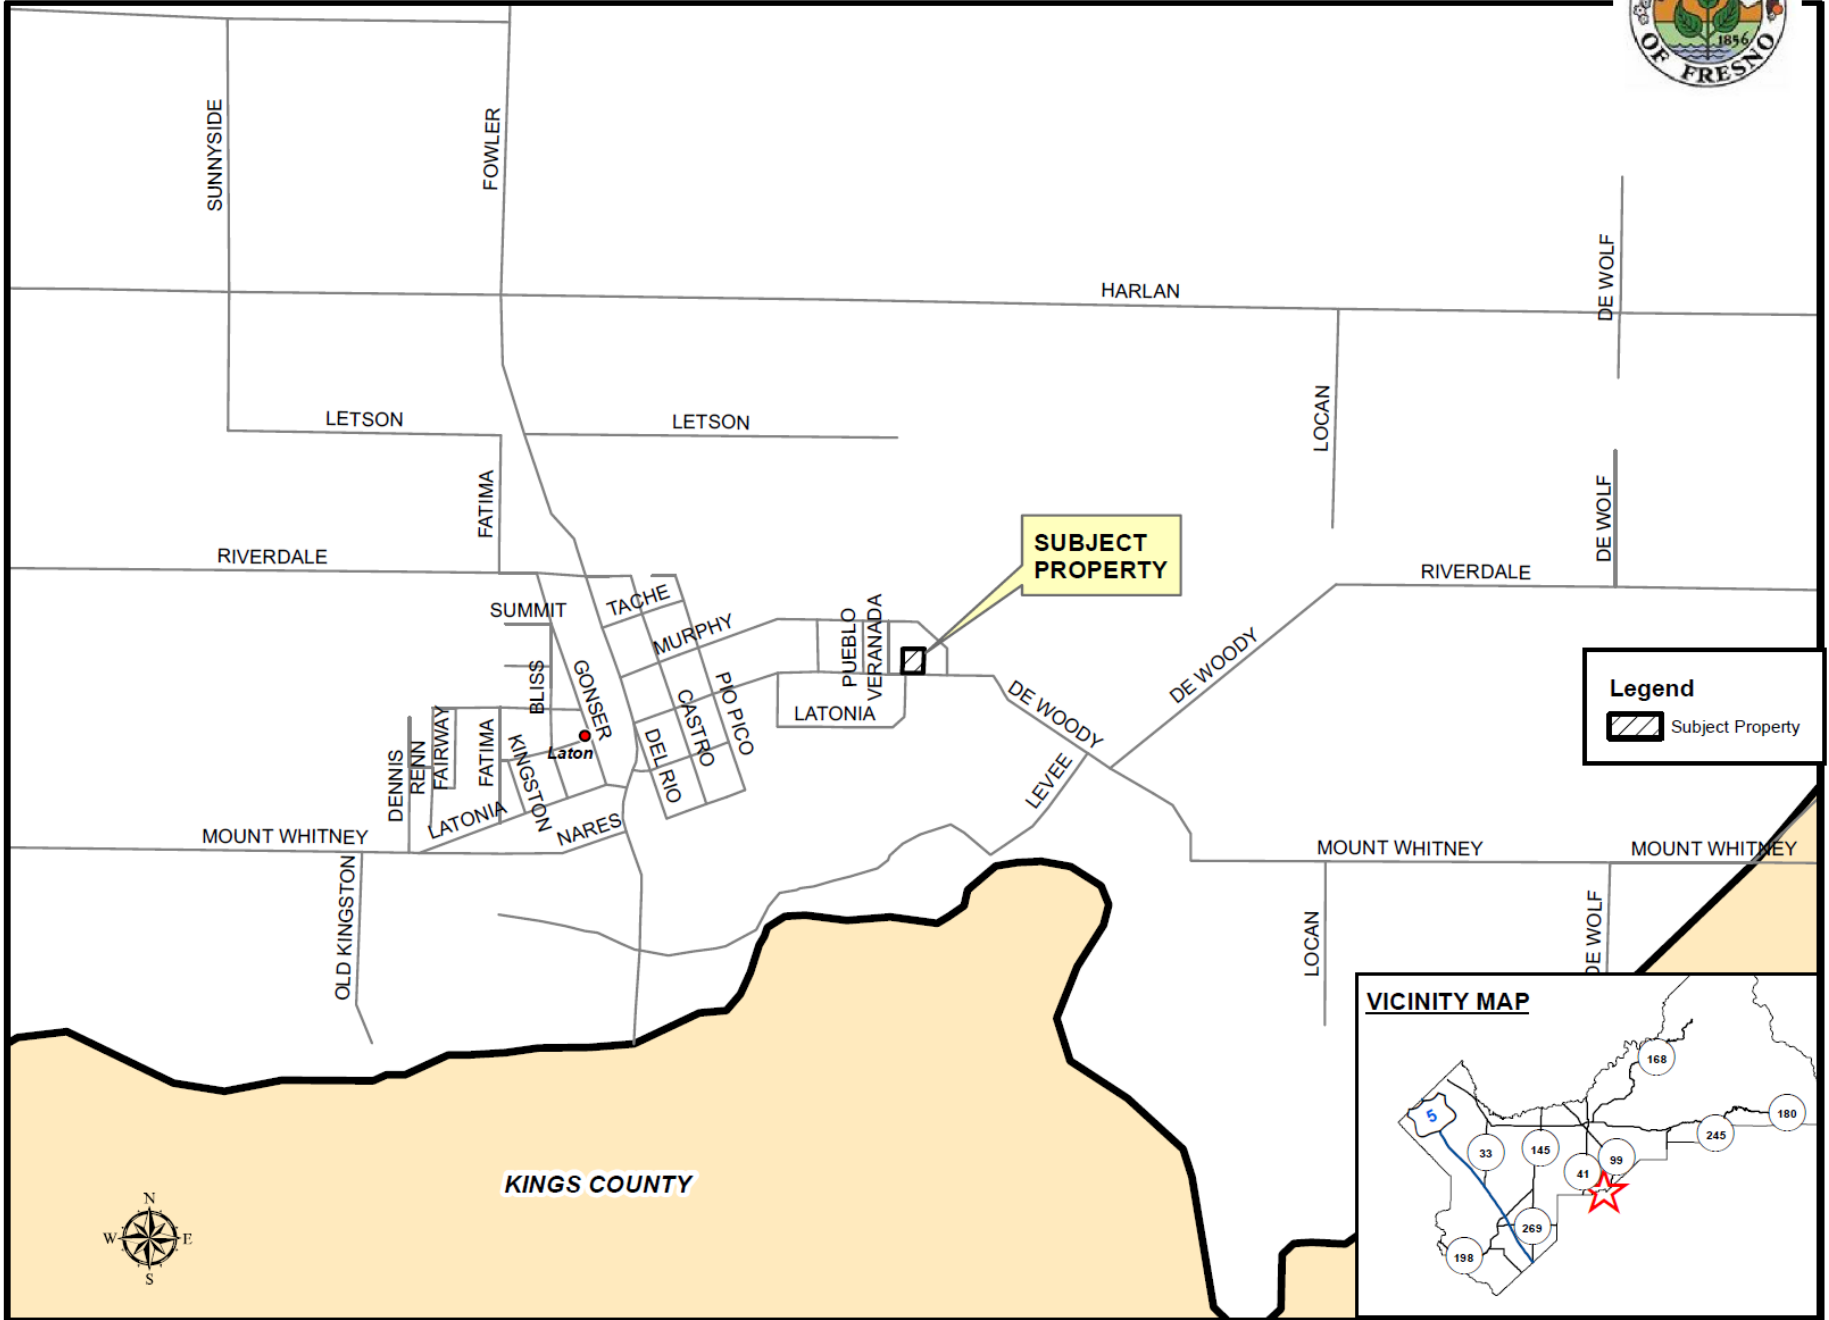 1856
OF FRESNO
SUNNYSIDE
FOWLER
DE WOLF
HARLAN
LETSON
LETSON
LOCAN
FATIMA
DE WOLF
RIVERDALE
SUBJECT
PROPERTY
RIVERDALE
SUMMIT
TACHE
MURPHY
PUEBLO
VERANADA
DE WOODY
BLISS
GONSER
PIO PICO
CASTRO
LATONIA
DE WOODY
Legend
Subject Property
FAIRWAY
RENN
DENNIS
FATIMA
KINGSTON
Laton
DEL RIO
LEVEE
LATONIA
NARES
MOUNT WHITNEY
MOUNT WHITNEY
MOUNT WHITNEY
OLD KINGSTON
LOCAN
DE WOLF
VICINITY MAP
168
5
180
245
33
145
99
41
269
198
KINGS COUNTY
N
W
E
S